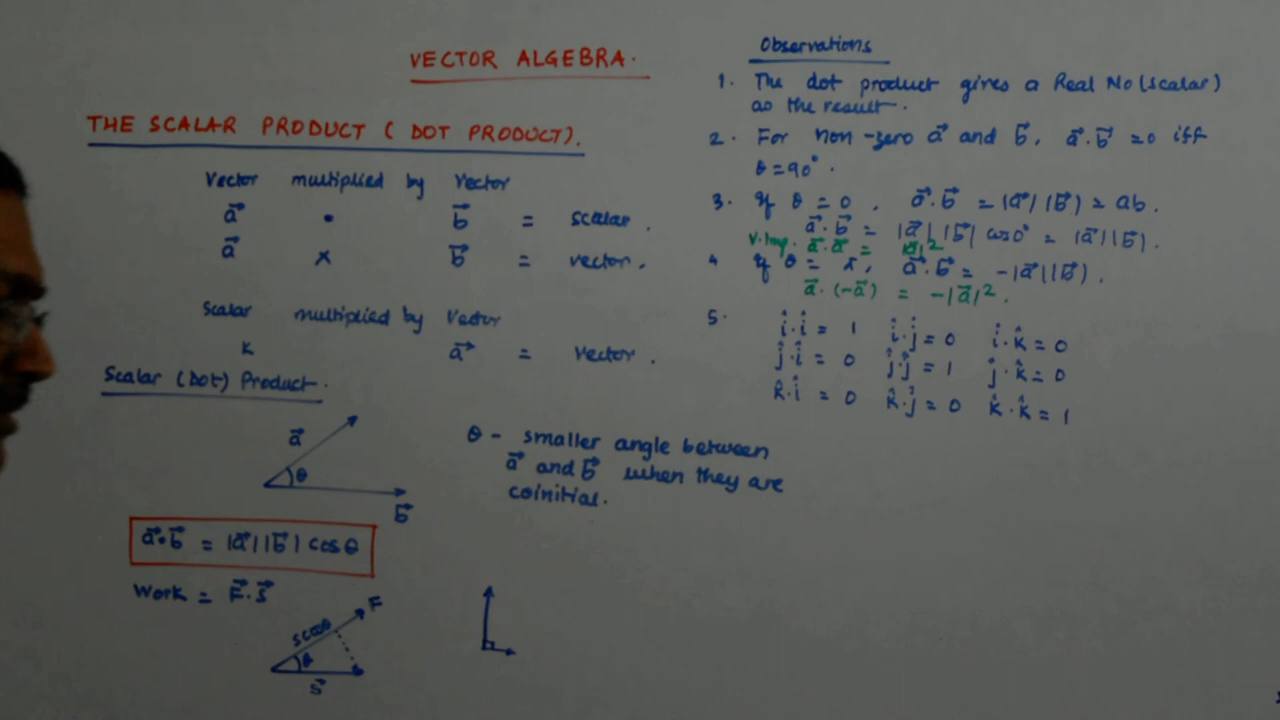 VECTOR ALGEBRA.
THE SCALAR PRODUCT ( DOT PRODUCT).
Vector multiplied by Vector
a⃗ • b⃗ = scalar.
a⃗ × b⃗ = vector.
Scalar multiplied by Vector
k a⃗ = Vector.
Scalar (Dot) Product.
a⃗
θ
b⃗
θ - smaller angle between
a⃗ and b⃗ when they are
coinitial.
a⃗•b⃗ = |a⃗||b⃗| cos θ
Work = F⃗.S⃗
F
S cosθ
θ
S⃗
Observations
1. The dot product gives a Real No (scalar)
as the result.
2. For non-zero a⃗ and b⃗, a⃗.b⃗ = 0 iff
θ = 90°.
3. If θ = 0, a⃗.b⃗ = |a⃗||b⃗| = ab.
a⃗.b⃗ = |a⃗||b⃗| cos 0° = |a⃗||b⃗|.
V.Imp. a⃗.a⃗ = |a⃗|²
4 If θ = π, a⃗.b⃗ = -|a⃗||b⃗|.
a⃗.(-a⃗) = -|a⃗|².
5. î.î = 1 î.ĵ = 0 î.k̂ = 0
ĵ.î = 0 ĵ.ĵ = 1 ĵ.k̂ = 0
k̂.î = 0 k̂.ĵ = 0 k̂.k̂ = 1